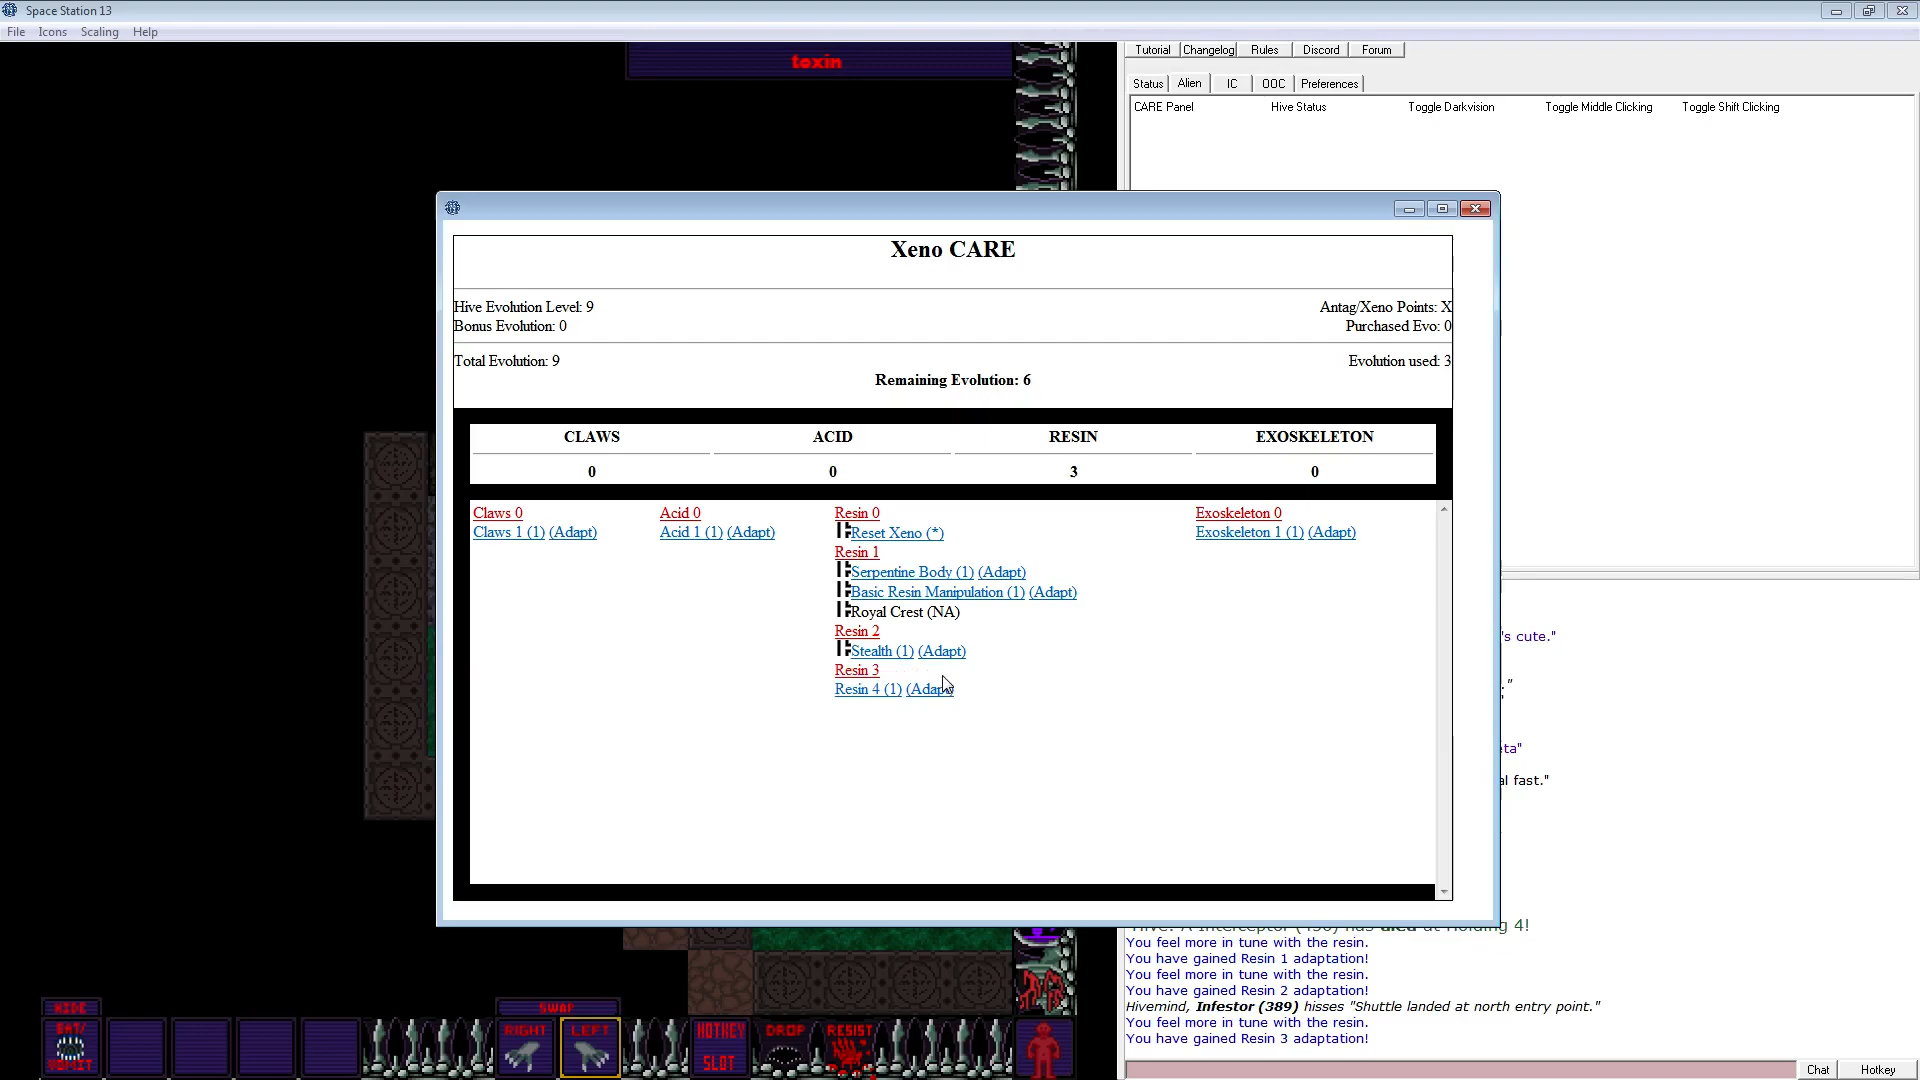 Space Station 13
File Icons Scaling Help
toxin
Tutorial Changelog Rules Discord Forum
Status Alien IC OOC Preferences
CARE Panel Hive Status Toggle Darkvision Toggle Middle Clicking Toggle Shift Clicking
Xeno CARE
Hive Evolution Level: 9 Antag/Xeno Points: X
Bonus Evolution: 0 Purchased Evo: 0
Total Evolution: 9 Evolution used: 3
Remaining Evolution: 6
CLAWS ACID RESIN EXOSKELETON
0 0 3 0
Claws 0 Acid 0 Resin 0 Exoskeleton 0
Claws 1 (1) (Adapt) Acid 1 (1) (Adapt) Reset Xeno (*) Exoskeleton 1 (1) (Adapt)
Resin 1
Serpentine Body (1) (Adapt)
Basic Resin Manipulation (1) (Adapt)
Royal Crest (NA)
Resin 2
Stealth (1) (Adapt)
Resin 3
Resin 4 (1) (Adapt)
's cute."
eta"
al fast."
died at Holding 4!
You feel more in tune with the resin.
You have gained Resin 1 adaptation!
You feel more in tune with the resin.
You have gained Resin 2 adaptation!
Hivemind, Infestor (389) hisses "Shuttle landed at north entry point."
You feel more in tune with the resin.
You have gained Resin 3 adaptation!
HIDE SWAP
EAT/ VOMIT RIGHT LEFT HOTKEY SLOT DROP RESIST
Chat Hotkey